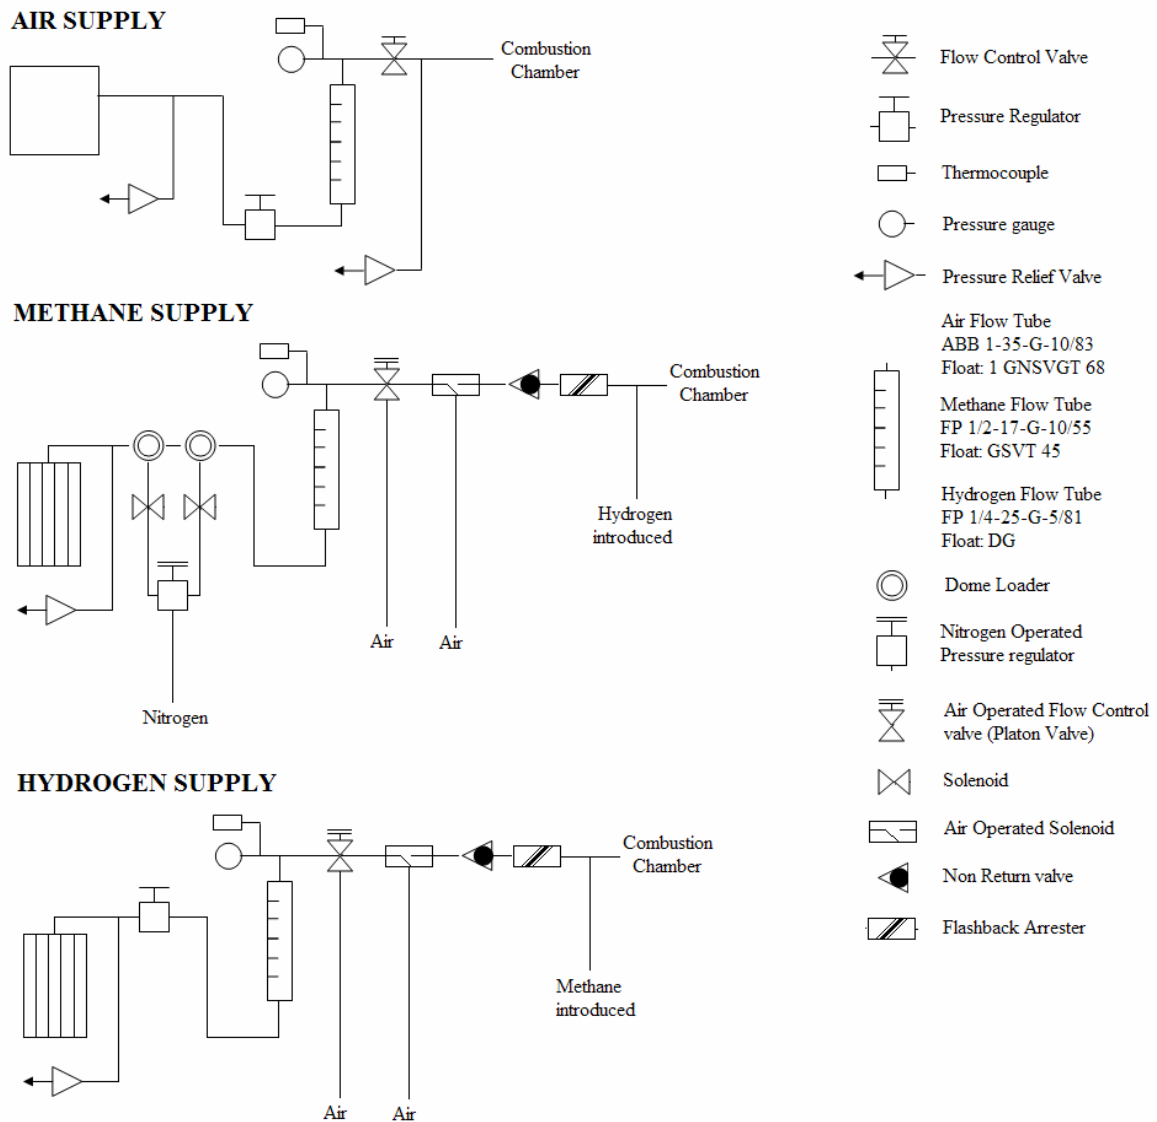 AIR SUPPLY
Combustion
Chamber
METHANE SUPPLY
Combustion
Chamber
Hydrogen
introduced
Air
Air
Nitrogen
HYDROGEN SUPPLY
Combustion
Chamber
Methane
introduced
Air
Air
Flow Control Valve
Pressure Regulator
Thermocouple
Pressure gauge
Pressure Relief Valve
Air Flow Tube
ABB 1-35-G-10/83
Float: 1 GNSVGT 68
Methane Flow Tube
FP 1/2-17-G-10/55
Float: GSVT 45
Hydrogen Flow Tube
FP 1/4-25-G-5/81
Float: DG
Dome Loader
Nitrogen Operated
Pressure regulator
Air Operated Flow Control
valve (Platon Valve)
Solenoid
Air Operated Solenoid
Non Return valve
Flashback Arrester